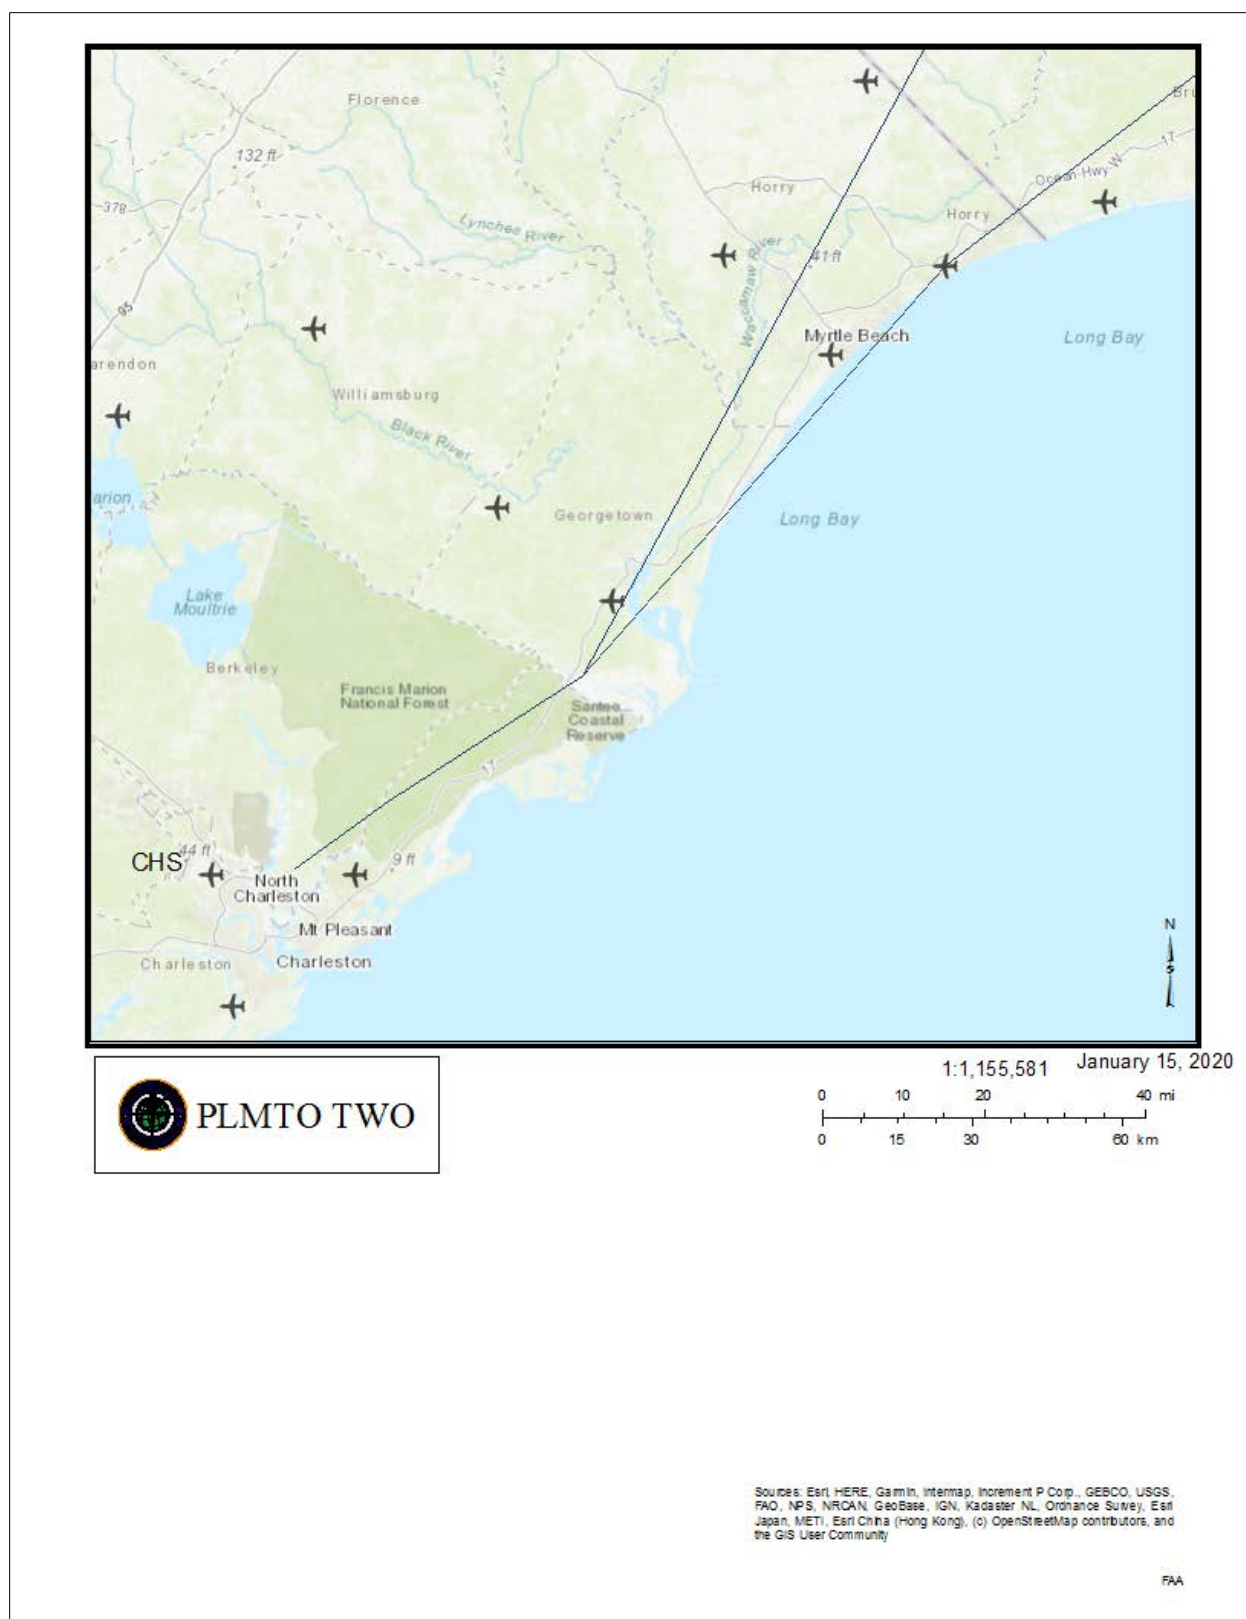 Florence
Bru
17
Ocean Hwy W
132 ft
Horry
378
Horry
Lynches River
Waccamaw River
41 ft
95
Myrtle Beach
Long Bay
arendon
Williamsburg
Black River
arion
Georgetown
Long Bay
Lake
Moultrie
Berkeley
Francis Marion
National Forest
Santee
Coastal
Reserve
17
44 ft
CHS
9 ft
North
Charleston
Mt Pleasant
Charleston
Charleston
N
S
1:1,155,581
January 15, 2020
0 10 20 40 mi
0 15 30 60 km
PLMTO TWO
Sources: Esri, HERE, Garmin, Intermap, Increment P Corp., GEBCO, USGS,
FAO, NPS, NRCAN, GeoBase, IGN, Kadaster NL, Ordnance Survey, Esri
Japan, METI, Esri China (Hong Kong), (c) OpenStreetMap contributors, and
the GIS User Community
FAA